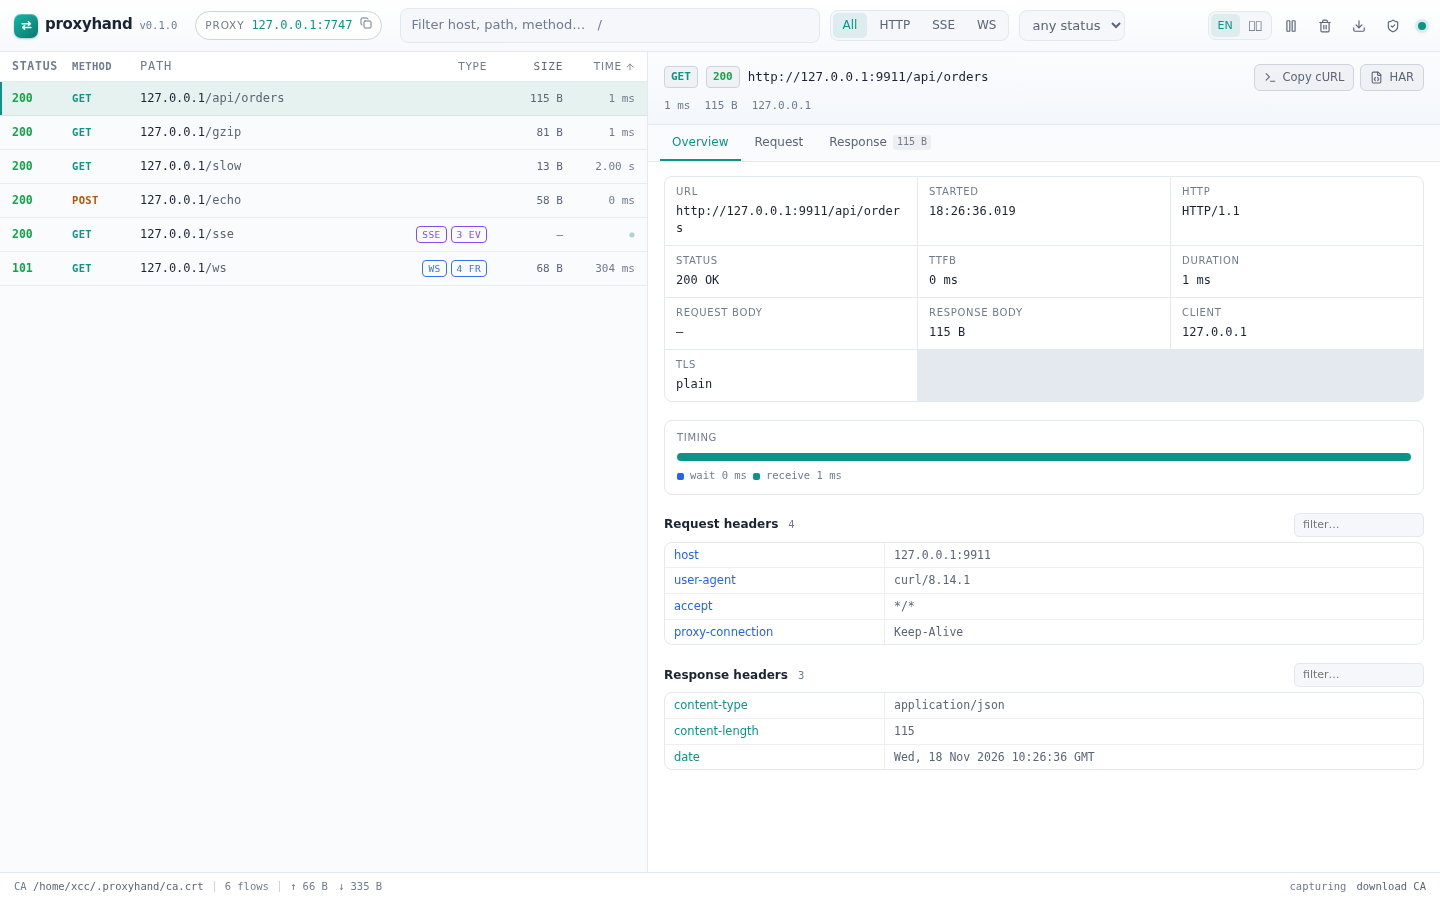 proxyhand v0.1.0 PROXY 127.0.0.1:7747 Filter host, path, method… / All HTTP SSE WS any status EN
STATUS METHOD PATH TYPE SIZE TIME ↑
200 GET 127.0.0.1/api/orders 115 B 1 ms
200 GET 127.0.0.1/gzip 81 B 1 ms
200 GET 127.0.0.1/slow 13 B 2.00 s
200 POST 127.0.0.1/echo 58 B 0 ms
200 GET 127.0.0.1/sse SSE 3 EV —
101 GET 127.0.0.1/ws WS 4 FR 68 B 304 ms
GET 200 http://127.0.0.1:9911/api/orders Copy cURL HAR
1 ms 115 B 127.0.0.1
Overview Request Response 115 B
URL STARTED HTTP
http://127.0.0.1:9911/api/order 18:26:36.019 HTTP/1.1
s
STATUS TTFB DURATION
200 OK 0 ms 1 ms
REQUEST BODY RESPONSE BODY CLIENT
— 115 B 127.0.0.1
TLS
plain
TIMING
wait 0 ms receive 1 ms
Request headers 4 filter…
host 127.0.0.1:9911
user-agent curl/8.14.1
accept */*
proxy-connection Keep-Alive
Response headers 3 filter…
content-type application/json
content-length 115
date Wed, 18 Nov 2026 10:26:36 GMT
CA /home/xcc/.proxyhand/ca.crt 6 flows ↑ 66 B ↓ 335 B capturing download CA